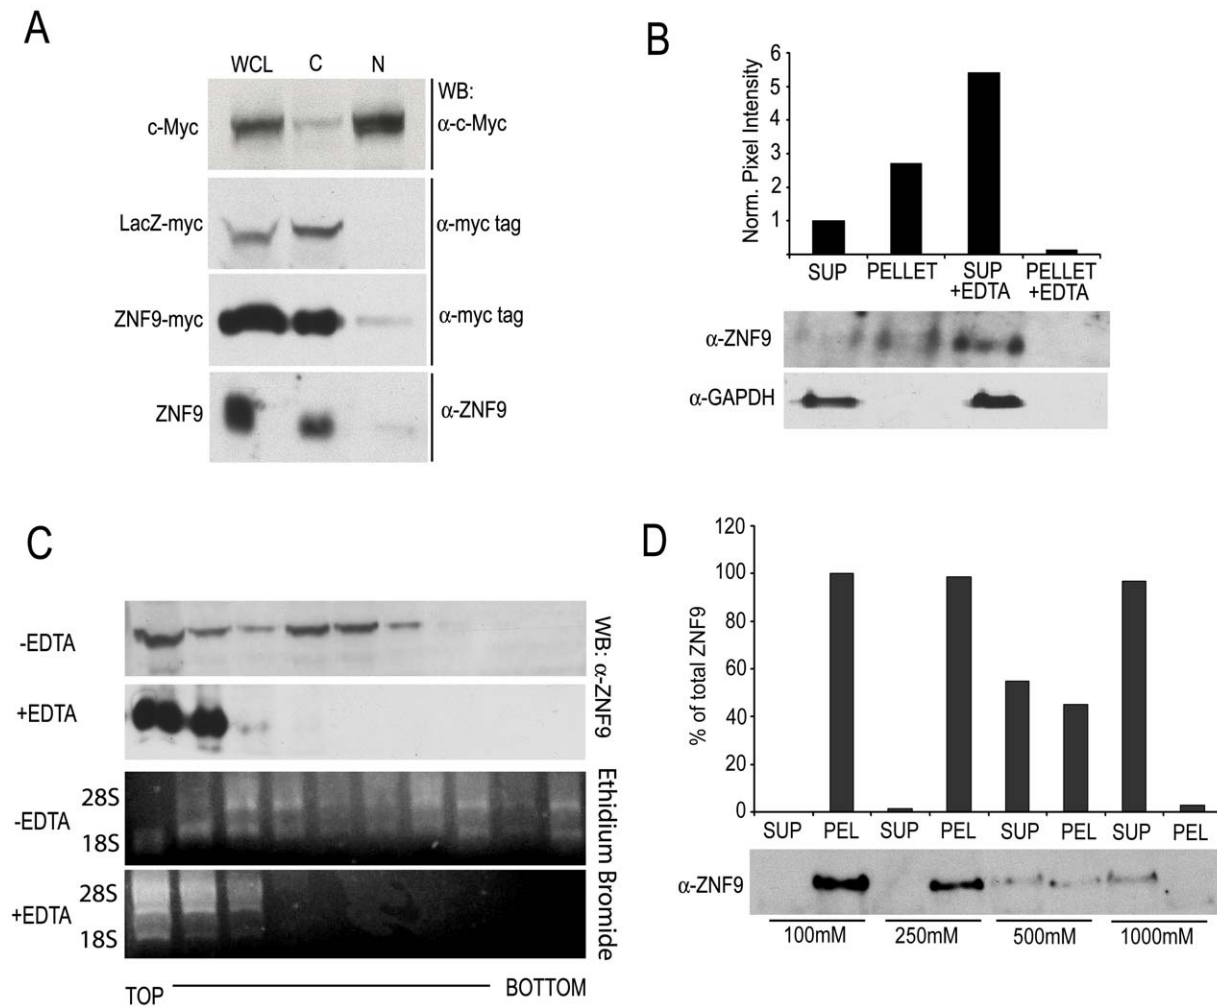 A
WCL C N
WB:
c-Myc α-c-Myc
LacZ-myc α-myc tag
ZNF9-myc α-myc tag
ZNF9 α-ZNF9
B
Norm. Pixel Intensity
6
5
4
3
2
1
SUP PELLET SUP +EDTA PELLET +EDTA
α-ZNF9
α-GAPDH
C
-EDTA
+EDTA
WB: α-ZNF9
28S
-EDTA
18S
28S
+EDTA
18S
Ethidium Bromide
TOP BOTTOM
D
% of total ZNF9
120
100
80
60
40
20
0
SUP PEL SUP PEL SUP PEL SUP PEL
α-ZNF9
100mM 250mM 500mM 1000mM